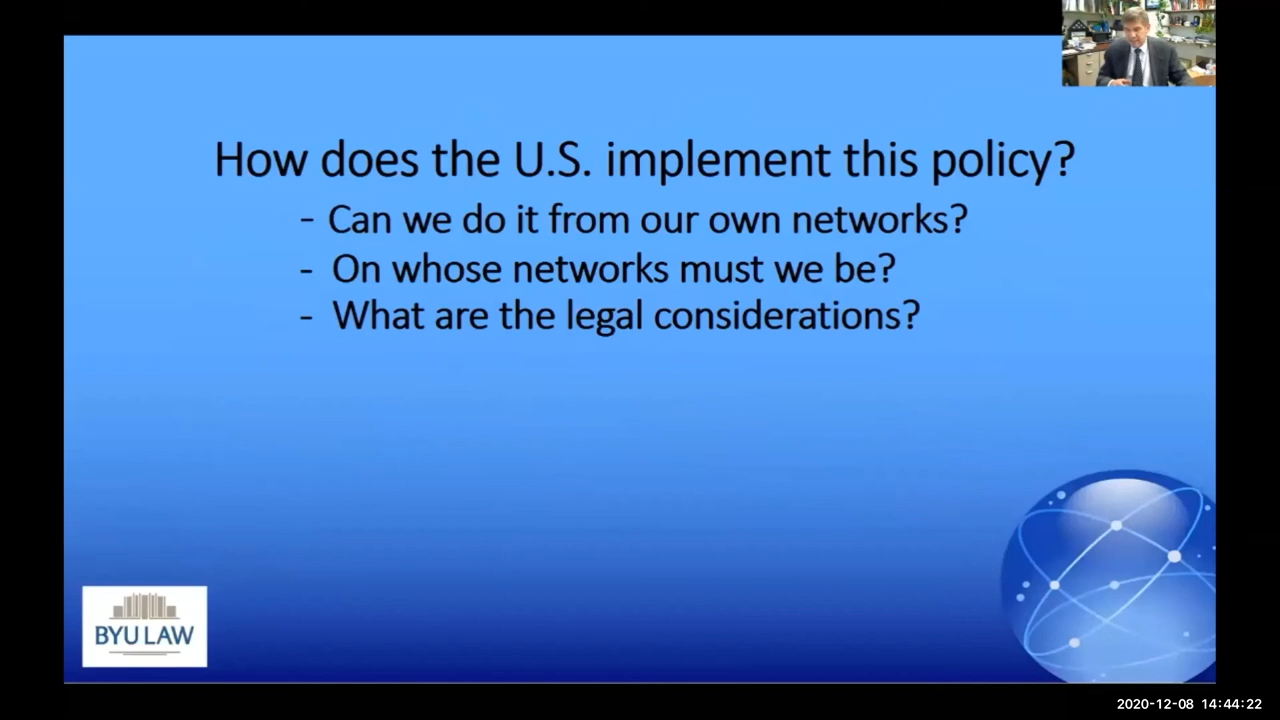 How does the U.S. implement this policy?
- Can we do it from our own networks?
- On whose networks must we be?
- What are the legal considerations?
BYU LAW
2020-12-08 14:44:22